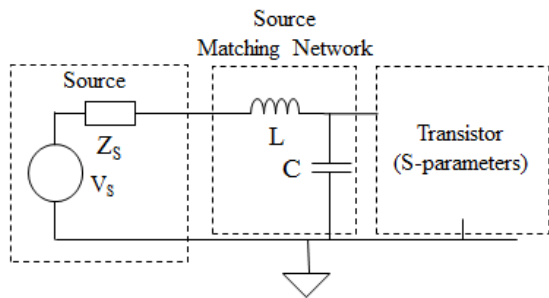 Source
Matching Network
Source
Z_S
V_S
L
C
Transistor
(S-parameters)